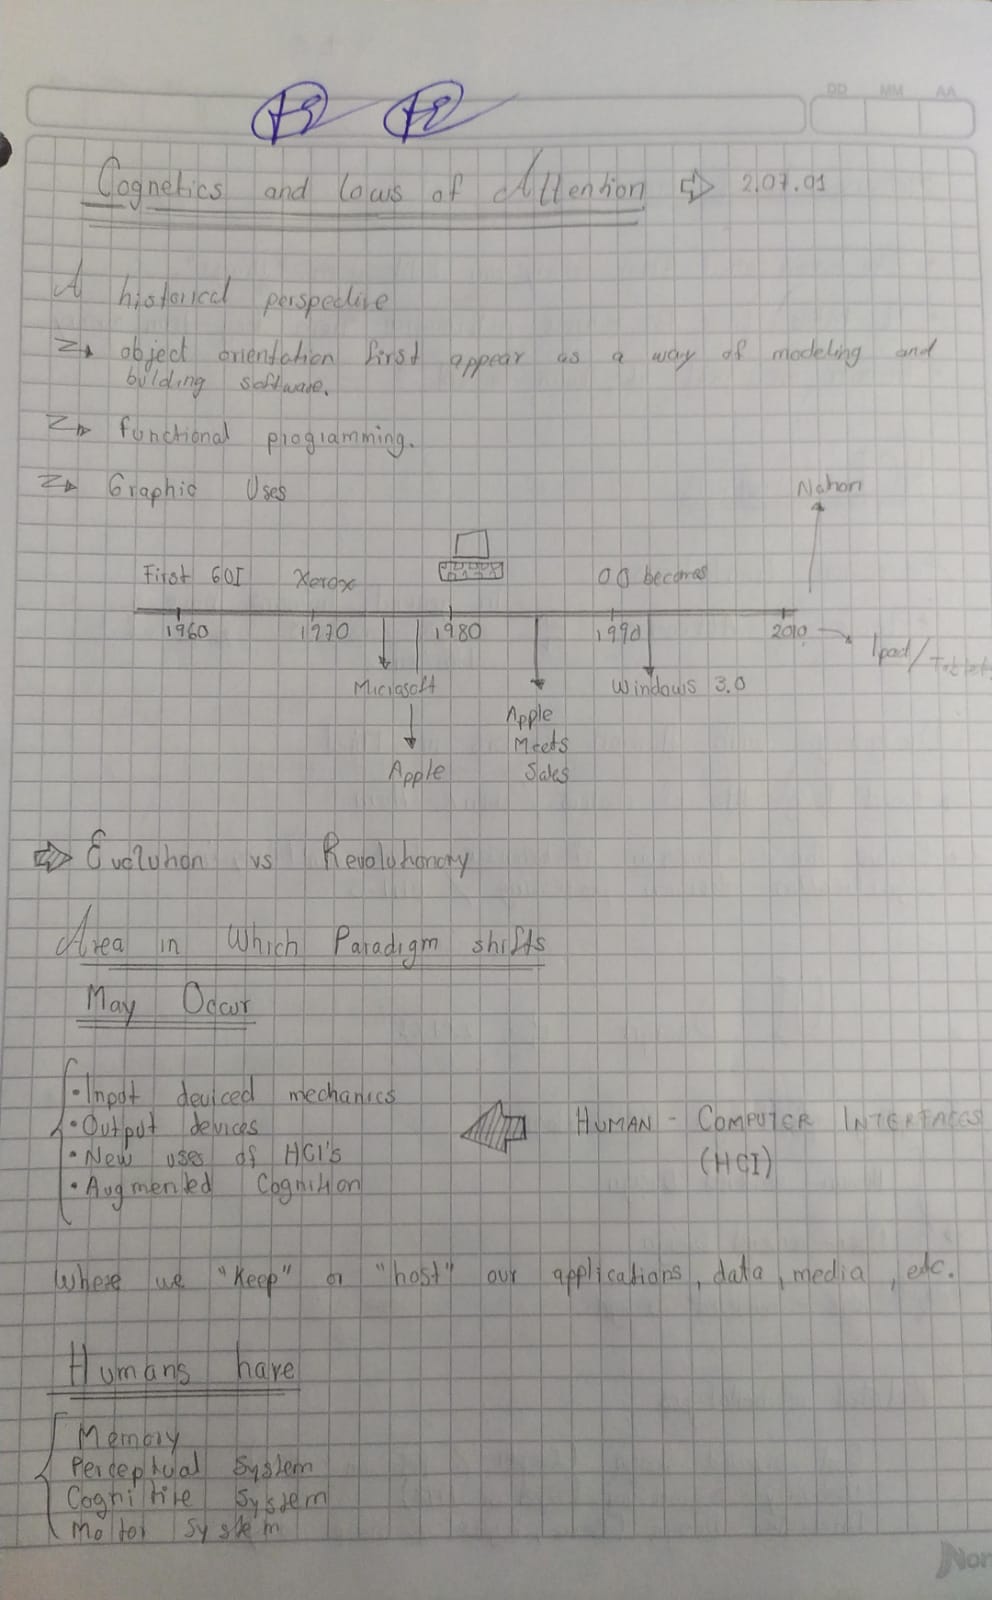 DD MM AA
Cognetics and Laws of Attention ⇨ 2.07.01
A historical perspective
object orientation first appear as a way of modeling and
building software.
functional programming.
Graphic Uses
Nation
First GUI Xerox OO becomes
1960 1970 1980 1990 2010 → Ipad/Tablets
Microsoft Windows 3.0
Apple
Meets
Apple Sales
Evolution vs Revolutionary
Area in Which Paradigm shifts
May Occur
• Input deviced mechanics
• Output devices
• New uses of HCI's
• Augmented Cognition
HUMAN - COMPUTER INTERFACES
(HCI)
Where we "Keep" or "host" our applications, data, media, etc.
Humans have
Memory
Perceptual System
Cognitive System
Motor System
Nor